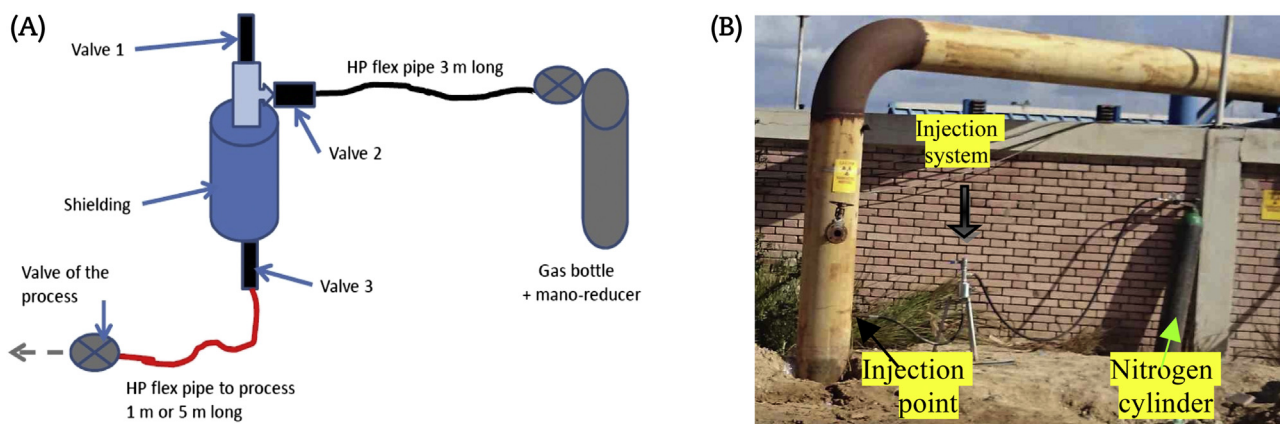 (A)
Valve 1
HP flex pipe 3 m long
Valve 2
Shielding
Valve of the
process
Valve 3
Gas bottle
+ mano-reducer
HP flex pipe to process
1 m or 5 m long
(B)
Injection
system
Injection
point
Nitrogen
cylinder